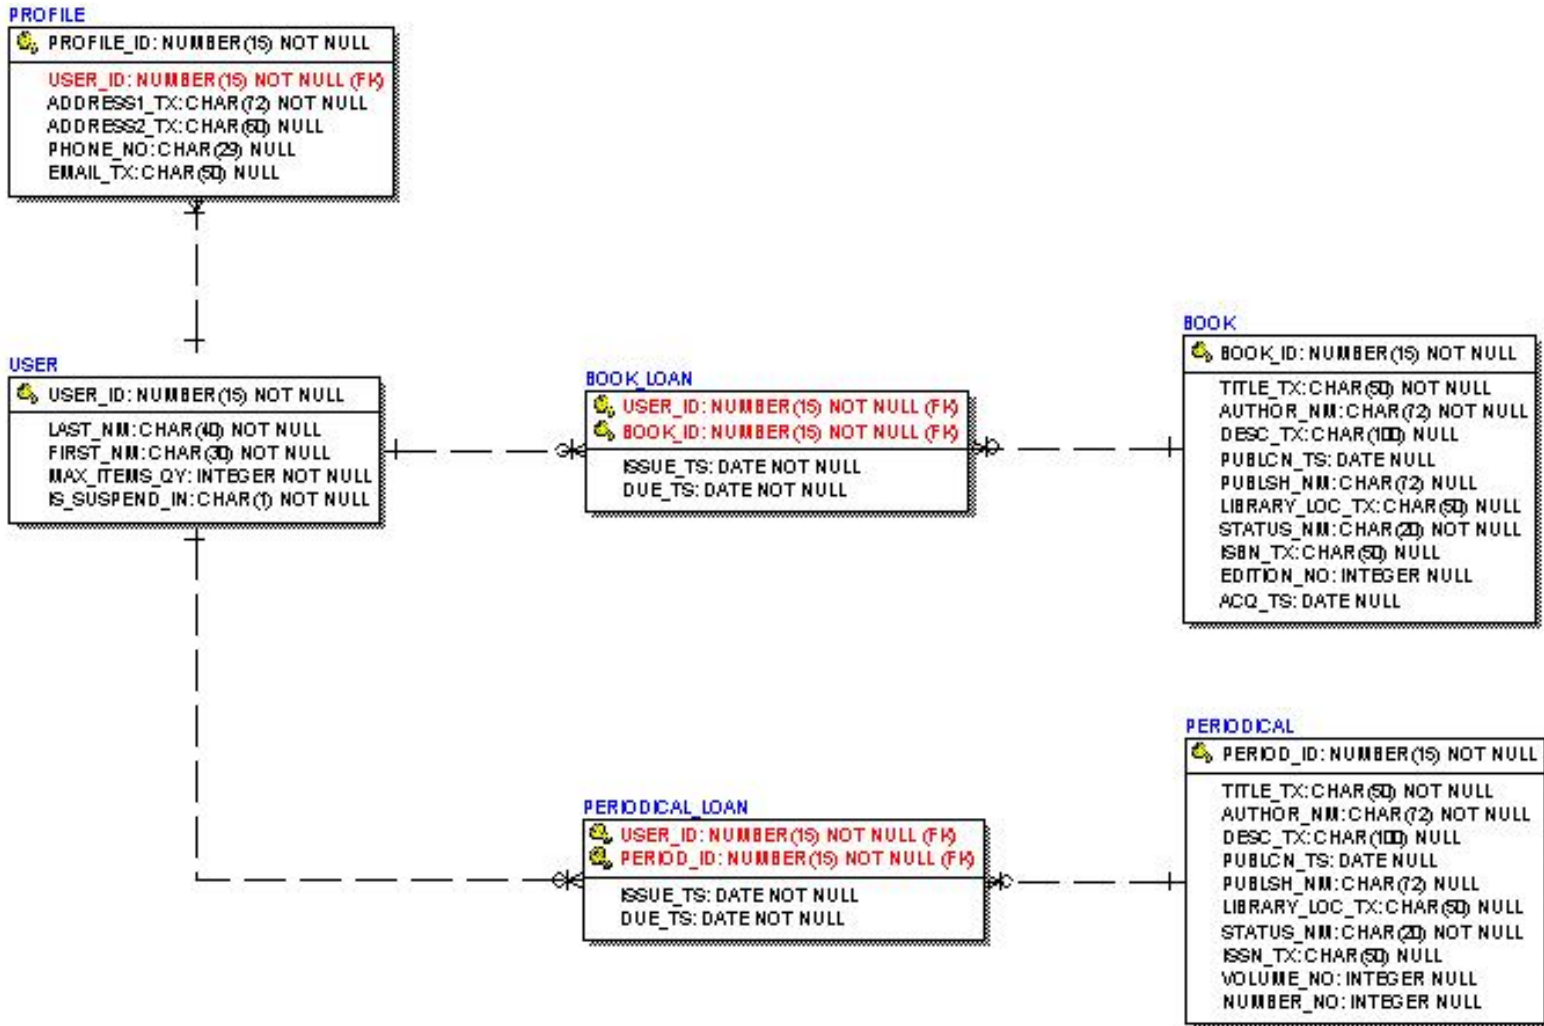 PROFILE
PROFILE_ID: NUMBER(15) NOT NULL
USER_ID: NUMBER(15) NOT NULL (FK)
ADDRESS1_TX: CHAR(72) NOT NULL
ADDRESS2_TX: CHAR(50) NULL
PHONE_NO: CHAR(29) NULL
EMAIL_TX: CHAR(50) NULL
USER
USER_ID: NUMBER(15) NOT NULL
LAST_NM: CHAR(40) NOT NULL
FIRST_NM: CHAR(30) NOT NULL
MAX_ITEMS_QY: INTEGER NOT NULL
IS_SUSPEND_IN: CHAR(1) NOT NULL
BOOK_LOAN
USER_ID: NUMBER(15) NOT NULL (FK)
BOOK_ID: NUMBER(15) NOT NULL (FK)
ISSUE_TS: DATE NOT NULL
DUE_TS: DATE NOT NULL
BOOK
BOOK_ID: NUMBER(15) NOT NULL
TITLE_TX: CHAR(50) NOT NULL
AUTHOR_NM: CHAR(72) NOT NULL
DESC_TX: CHAR(100) NULL
PUBLCN_TS: DATE NULL
PUBLSH_NM: CHAR(72) NULL
LIBRARY_LOC_TX: CHAR(50) NULL
STATUS_NM: CHAR(20) NOT NULL
ISBN_TX: CHAR(50) NULL
EDITION_NO: INTEGER NULL
ACQ_TS: DATE NULL
PERIODICAL_LOAN
USER_ID: NUMBER(15) NOT NULL (FK)
PERIOD_ID: NUMBER(15) NOT NULL (FK)
ISSUE_TS: DATE NOT NULL
DUE_TS: DATE NOT NULL
PERIODICAL
PERIOD_ID: NUMBER(15) NOT NULL
TITLE_TX: CHAR(50) NOT NULL
AUTHOR_NM: CHAR(72) NOT NULL
DESC_TX: CHAR(100) NULL
PUBLCN_TS: DATE NULL
PUBLSH_NM: CHAR(72) NULL
LIBRARY_LOC_TX: CHAR(50) NULL
STATUS_NM: CHAR(20) NOT NULL
ISSN_TX: CHAR(50) NULL
VOLUME_NO: INTEGER NULL
NUMBER_NO: INTEGER NULL